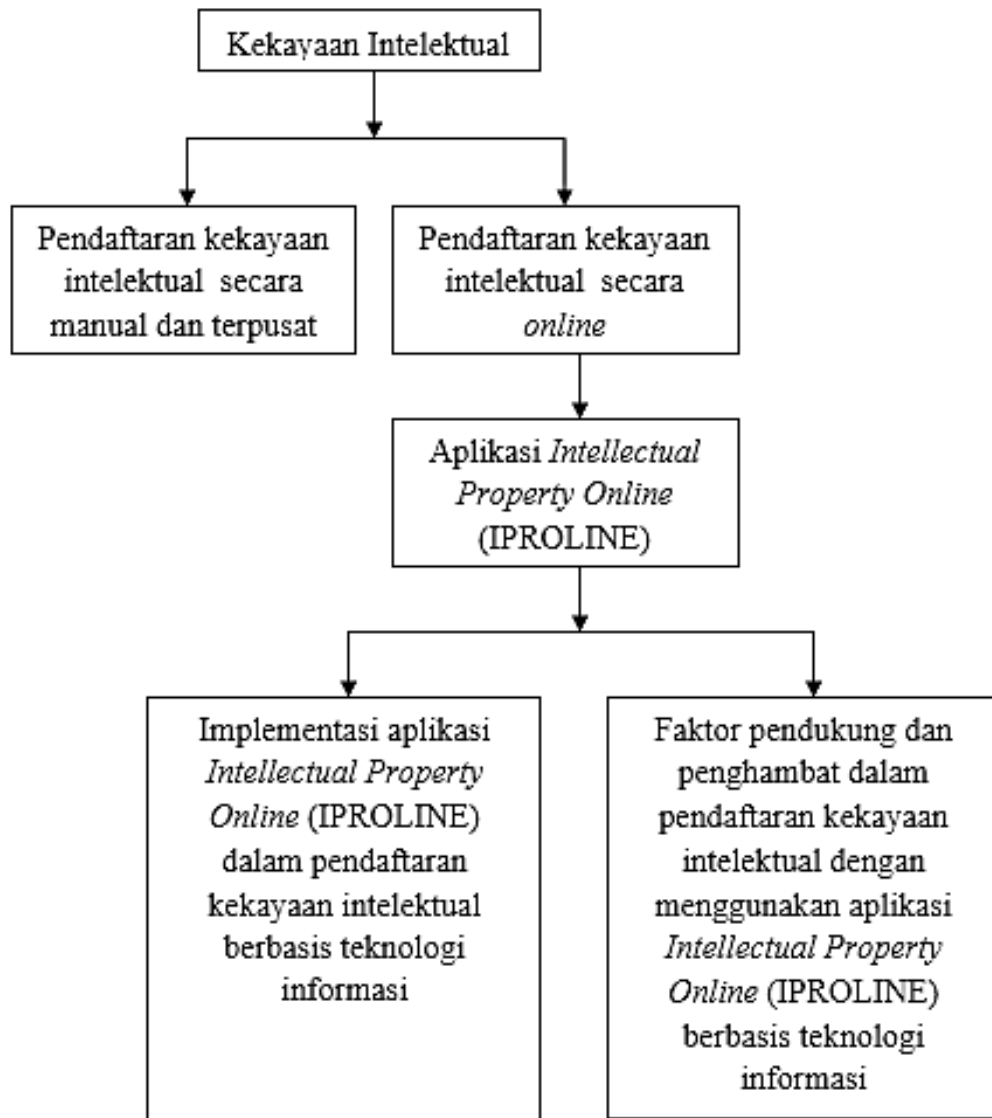 Kekayaan Intelektual
Pendaftaran kekayaan
intelektual secara
manual dan terpusat
Pendaftaran kekayaan
intelektual secara
online
Aplikasi Intellectual
Property Online
(IPROLINE)
Implementasi aplikasi
Intellectual Property
Online (IPROLINE)
dalam pendaftaran
kekayaan intelektual
berbasis teknologi
informasi
Faktor pendukung dan
penghambat dalam
pendaftaran kekayaan
intelektual dengan
menggunakan aplikasi
Intellectual Property
Online (IPROLINE)
berbasis teknologi
informasi